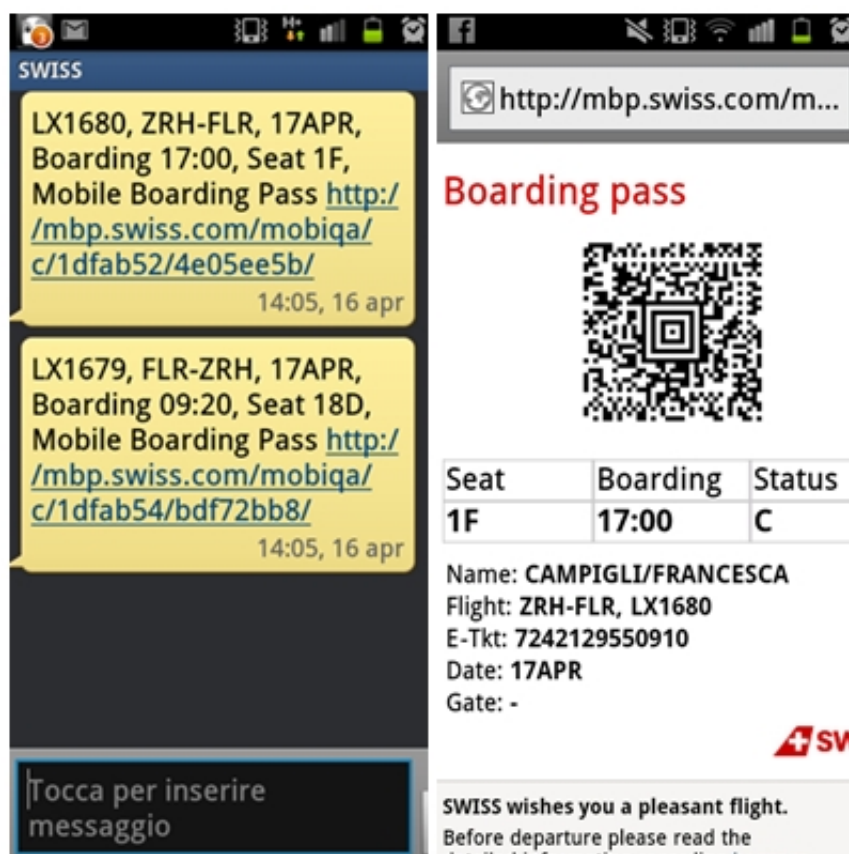 SWISS
LX1680, ZRH-FLR, 17APR,
Boarding 17:00, Seat 1F,
Mobile Boarding Pass http:/
/mbp.swiss.com/mobiqa/
c/1dfab52/4e05ee5b/
14:05, 16 apr
LX1679, FLR-ZRH, 17APR,
Boarding 09:20, Seat 18D,
Mobile Boarding Pass http:/
/mbp.swiss.com/mobiqa/
c/1dfab54/bdf72bb8/
14:05, 16 apr
Tocca per inserire
messaggio
http://mbp.swiss.com/m...
Boarding pass
Seat Boarding Status
1F 17:00 C
Name: CAMPIGLI/FRANCESCA
Flight: ZRH-FLR, LX1680
E-Tkt: 7242129550910
Date: 17APR
Gate: -
SW
SWISS wishes you a pleasant flight.
Before departure please read the